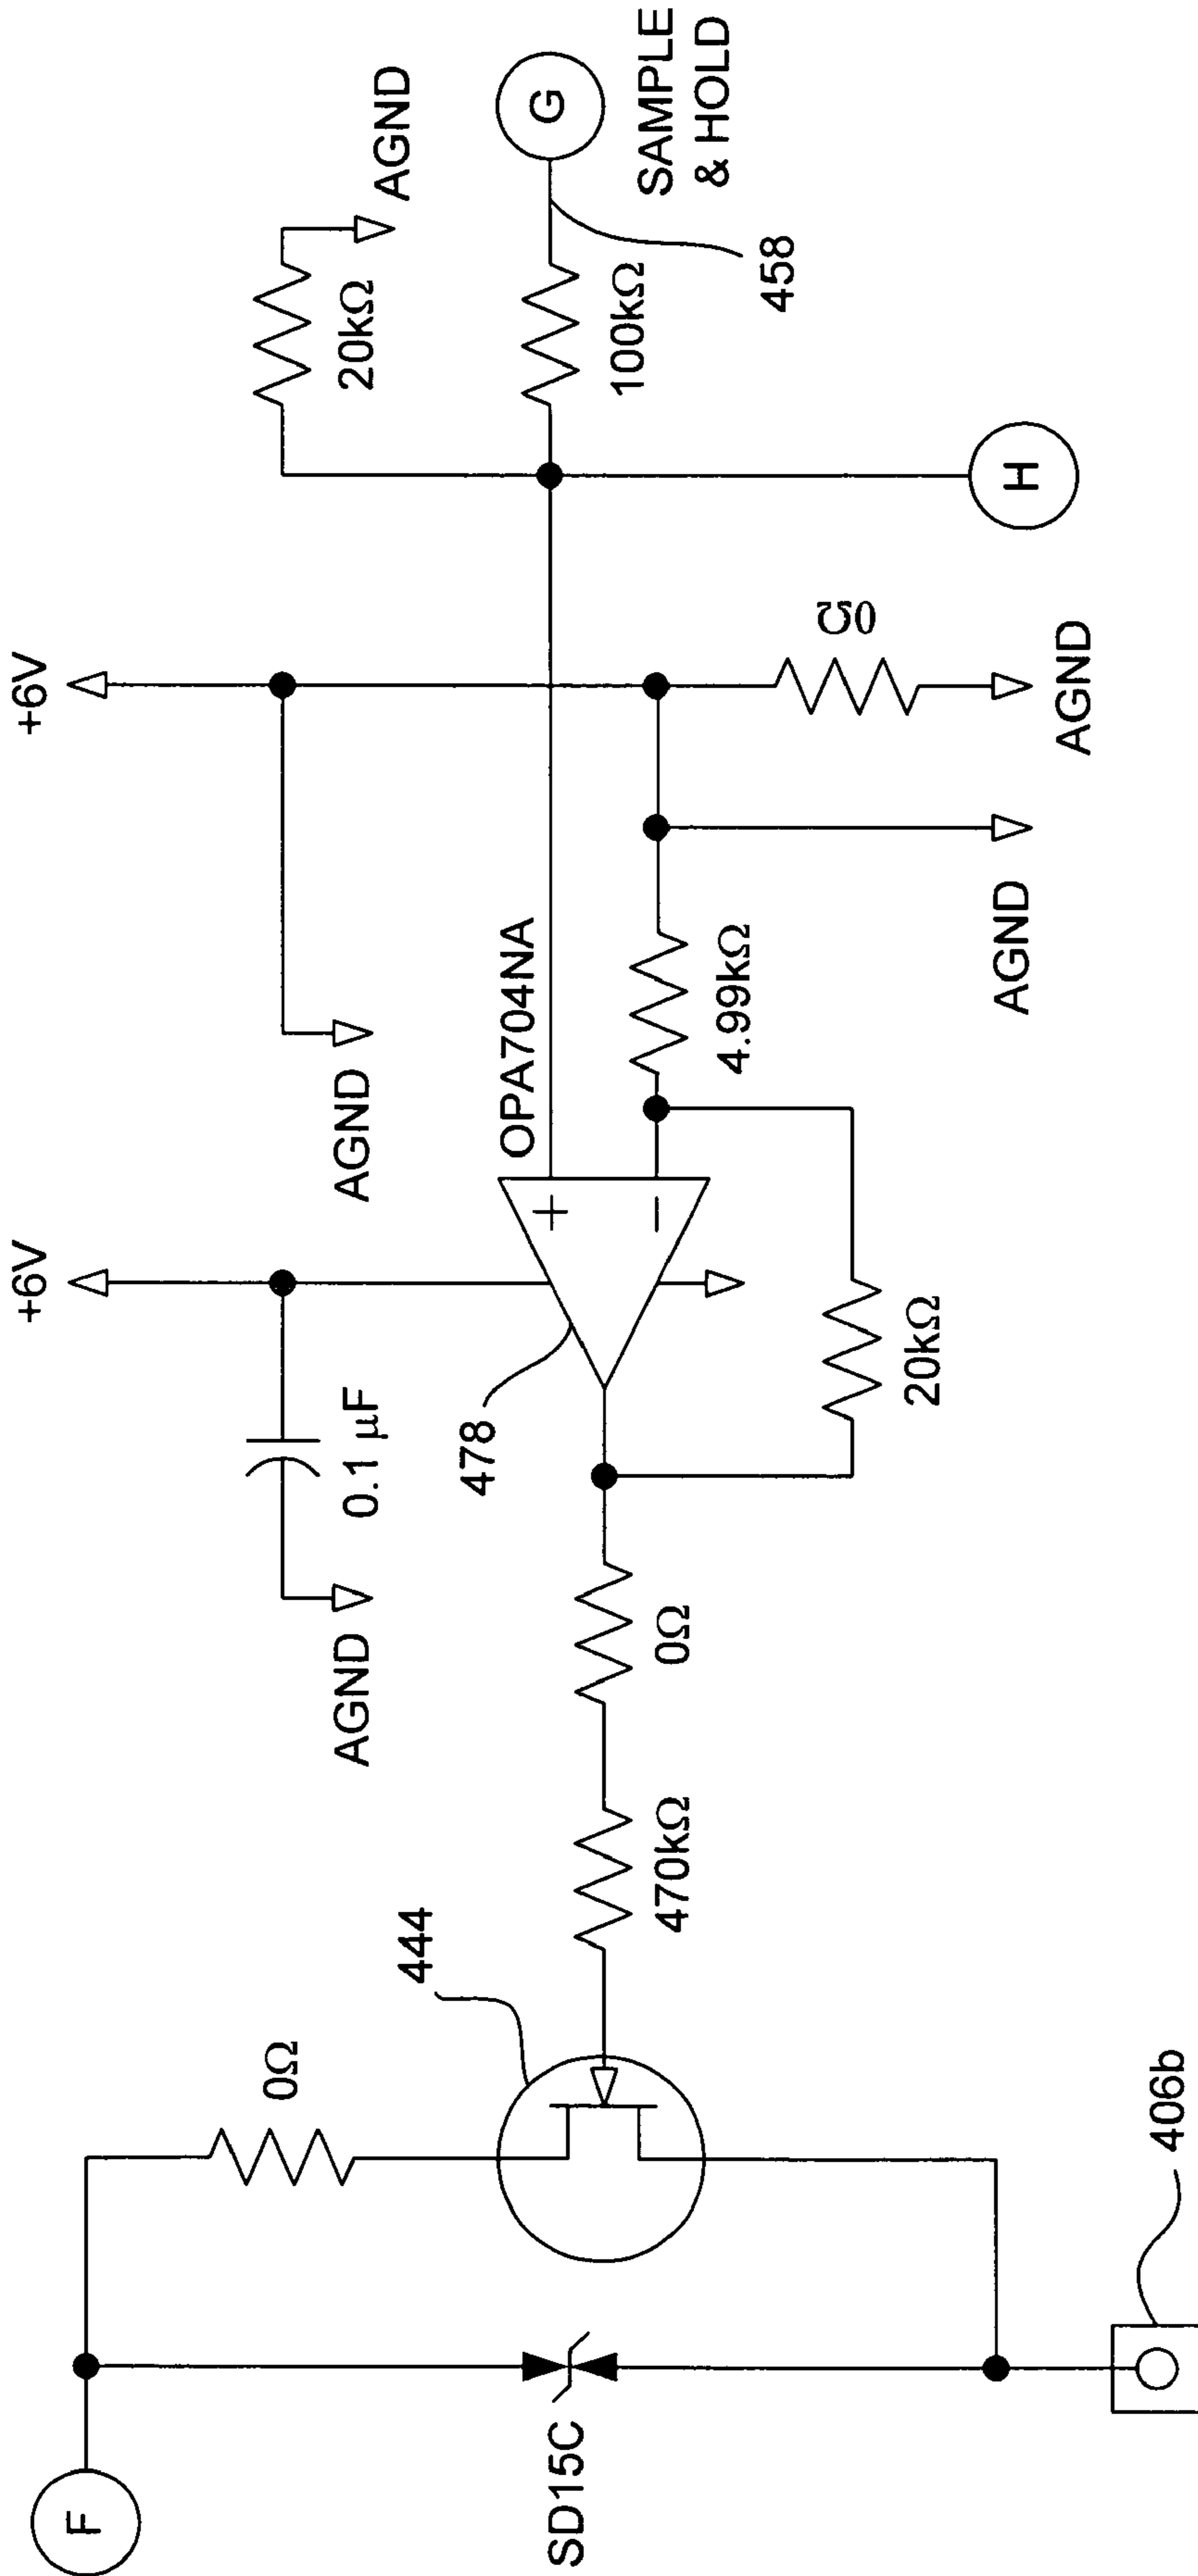 +6V
+6V
F
0Ω
AGND
0.1 µF
AGND
20kΩ
AGND
444
478
OPA704NA
G
SD15C
470kΩ
0Ω
100kΩ
SAMPLE
& HOLD
4.99kΩ
458
0Ω
20kΩ
AGND
AGND
H
406b